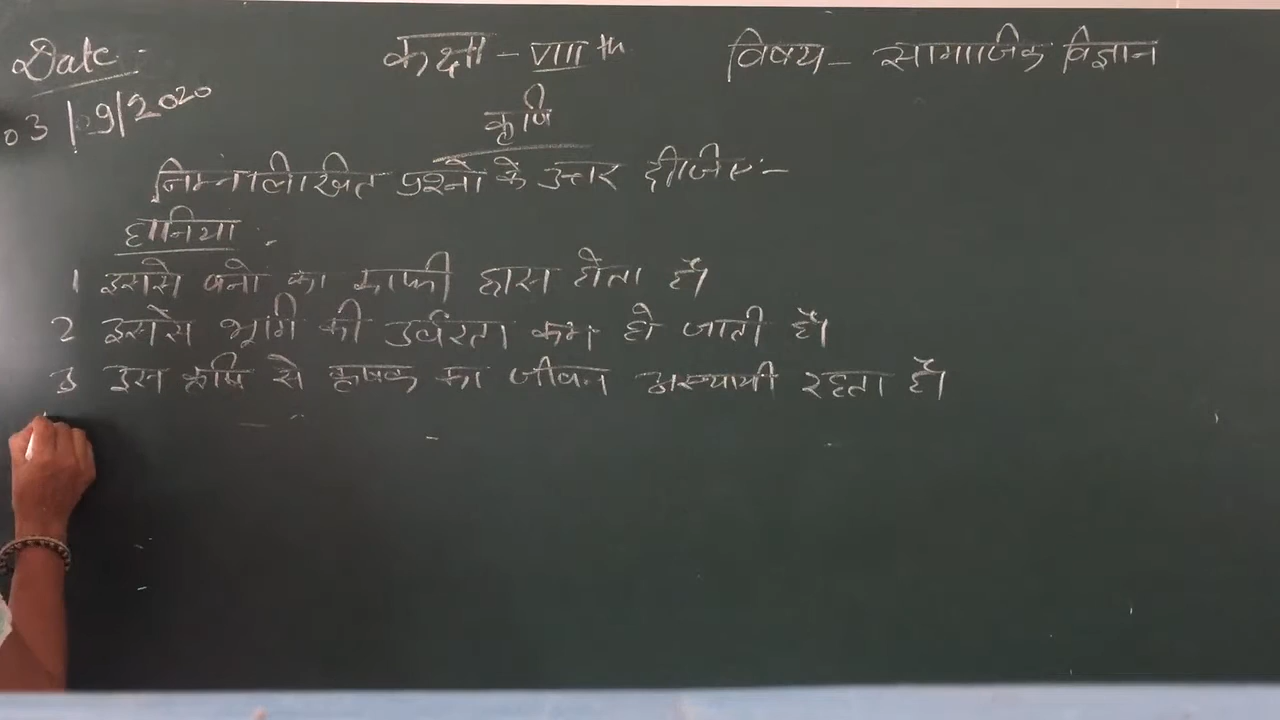 Date :-
कक्षा - VIII th
विषय - सामाजिक विज्ञान
03/09/2020
कृषि
निम्नलिखित प्रश्नो के उत्तर दीजिए :-
हानिया :-
1 इससे वनो का काफी ह्रास होता है।
2 इससे भूमि की उर्वरता कम हो जाती है।
3 इस कृषि से कृषक का जीवन अस्थायी रहता है।